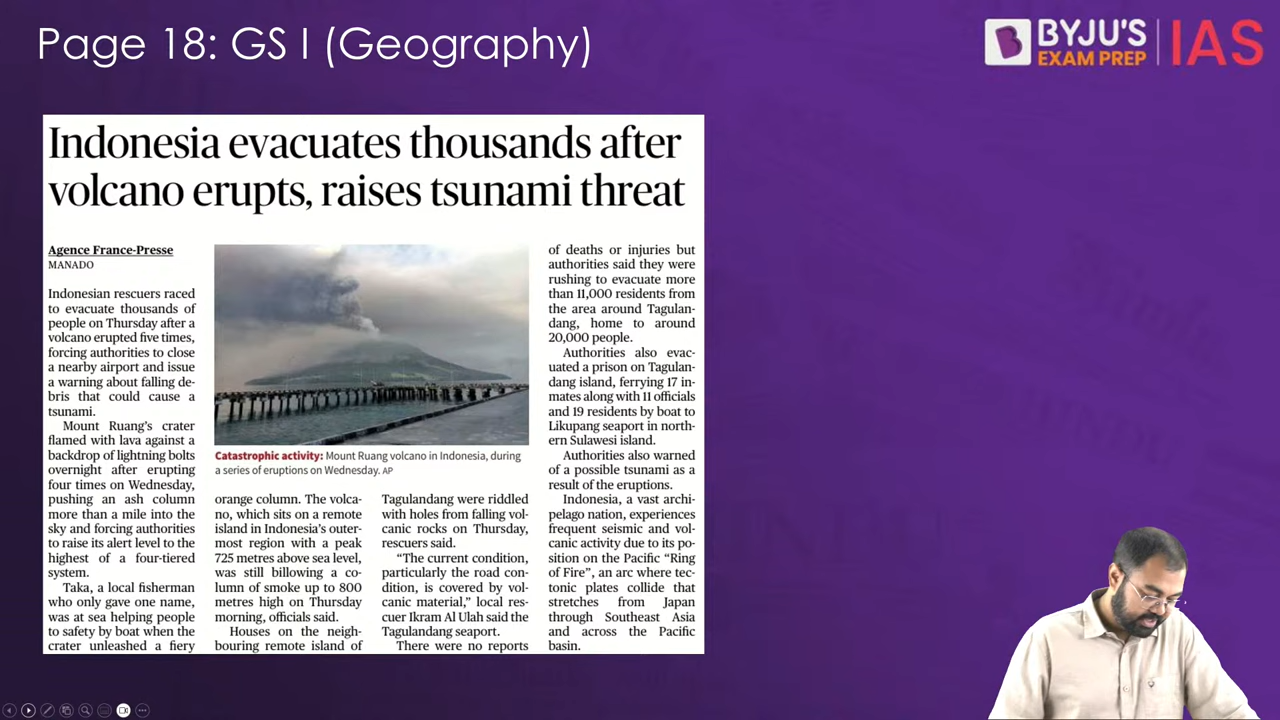 Page 18: GS I (Geography)
BYJU'S
EXAM PREP
IAS
Indonesia evacuates thousands after
volcano erupts, raises tsunami threat
Agence France-Presse
MANADO
Indonesian rescuers raced
to evacuate thousands of
people on Thursday after a
volcano erupted five times,
forcing authorities to close
a nearby airport and issue
a warning about falling de-
bris that could cause a
tsunami.
Mount Ruang's crater
flamed with lava against a
backdrop of lightning bolts
overnight after erupting
four times on Wednesday,
pushing an ash column
more than a mile into the
sky and forcing authorities
to raise its alert level to the
highest of a four-tiered
system.
Taka, a local fisherman
who only gave one name,
was at sea helping people
to safety by boat when the
crater unleashed a fiery
Catastrophic activity: Mount Ruang volcano in Indonesia, during
a series of eruptions on Wednesday. AP
orange column. The volca-
no, which sits on a remote
island in Indonesia's outer-
most region with a peak
725 metres above sea level,
was still billowing a co-
lumn of smoke up to 800
metres high on Thursday
morning, officials said.
Houses on the neigh-
bouring remote island of
Tagulandang were riddled
with holes from falling vol-
canic rocks on Thursday,
rescuers said.
"The current condition,
particularly the road con-
dition, is covered by vol-
canic material," local res-
cuer Ikram Al Ulah said the
Tagulandang seaport.
There were no reports
of deaths or injuries but
authorities said they were
rushing to evacuate more
than 11,000 residents from
the area around Tagulan-
dang, home to around
20,000 people.
Authorities also evac-
uated a prison on Tagulan-
dang island, ferrying 17 in-
mates along with 11 officials
and 19 residents by boat to
Likupang seaport in north-
ern Sulawesi island.
Authorities also warned
of a possible tsunami as a
result of the eruptions.
Indonesia, a vast archi-
pelago nation, experiences
frequent seismic and vol-
canic activity due to its po-
sition on the Pacific "Ring
of Fire", an arc where tec-
tonic plates collide that
stretches from Japan
through Southeast Asia
and across the Pacific
basin.